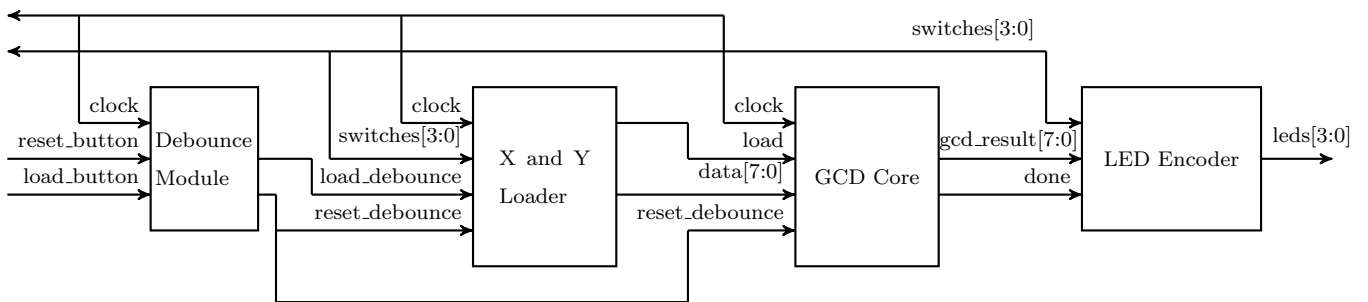 switches[3:0]
clock
clock
clock
reset_button
Debounce
switches[3:0]
load
gcd_result[7:0]
leds[3:0]
X and Y
LED Encoder
load_button
Module
load_debounce
data[7:0]
GCD Core
done
Loader
reset_debounce
reset_debounce